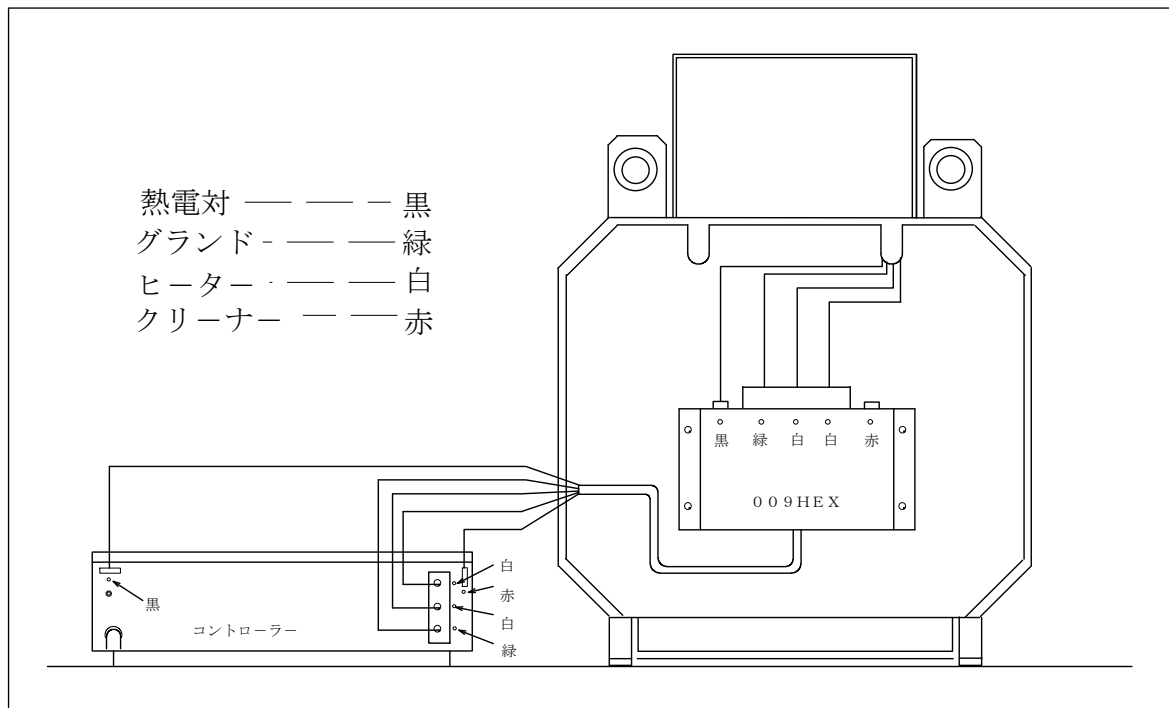 熱電対 ― ― ― 黒
グランド - ― ― 緑
ヒーター · ― ― 白
クリーナー ― ― 赤
黒 緑 白 白 赤
009HEX
白
赤
黒
白
コントローラー
緑